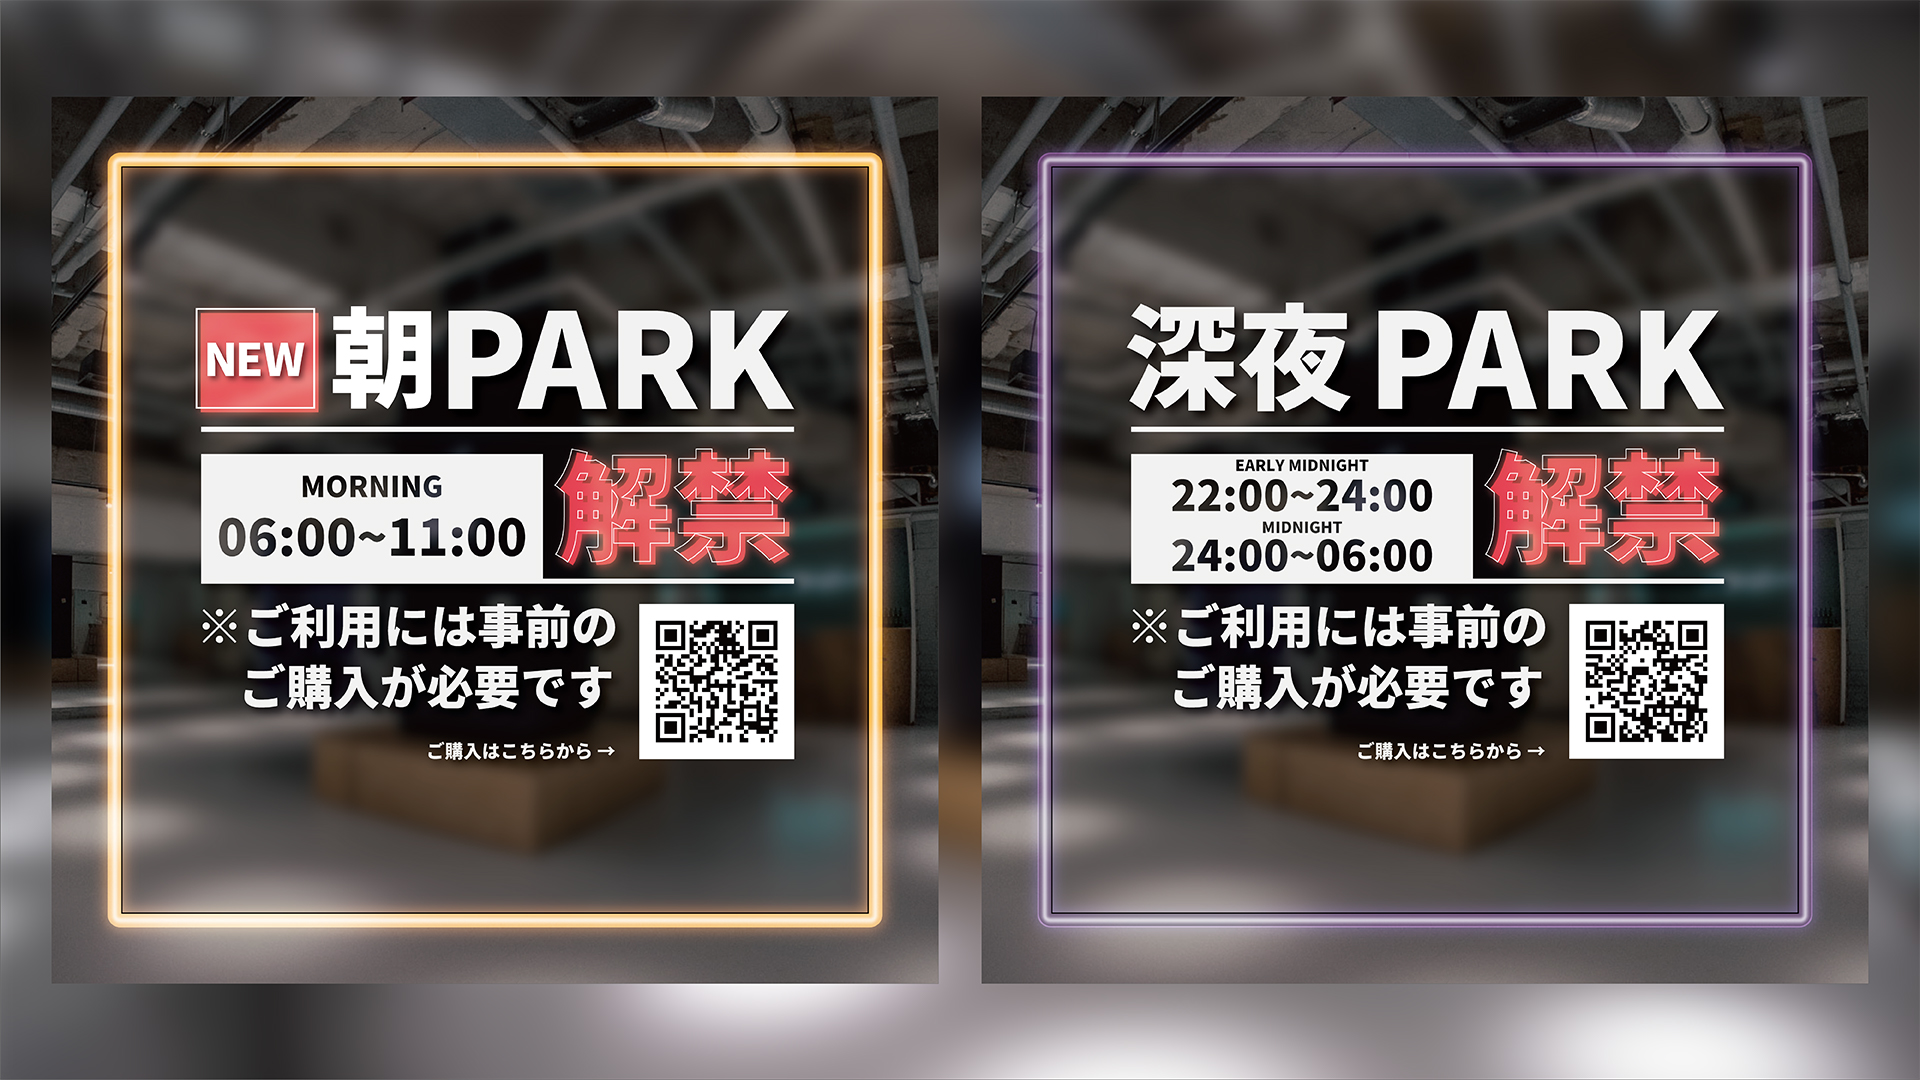 NEW 朝PARK
MORNING
06:00~11:00
解禁
※ご利用には事前の
ご購入が必要です
ご購入はこちらから →
深夜 PARK
EARLY MIDNIGHT
22:00~24:00
MIDNIGHT
24:00~06:00
解禁
※ご利用には事前の
ご購入が必要です
ご購入はこちらから →